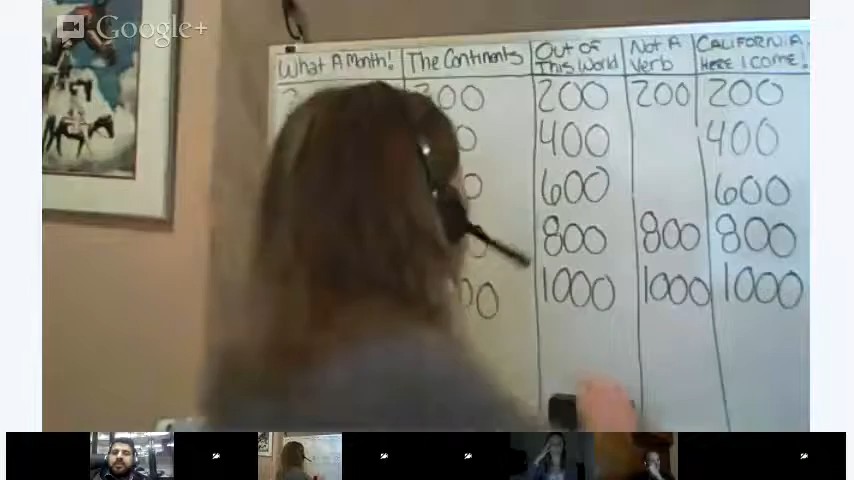 Google+
What A Month! The Continents Out Of This World Not A Verb CALIFORNIA HERE I COME!
200 200 200 200
400 400
600 600
800 800 800
1000 1000 1000